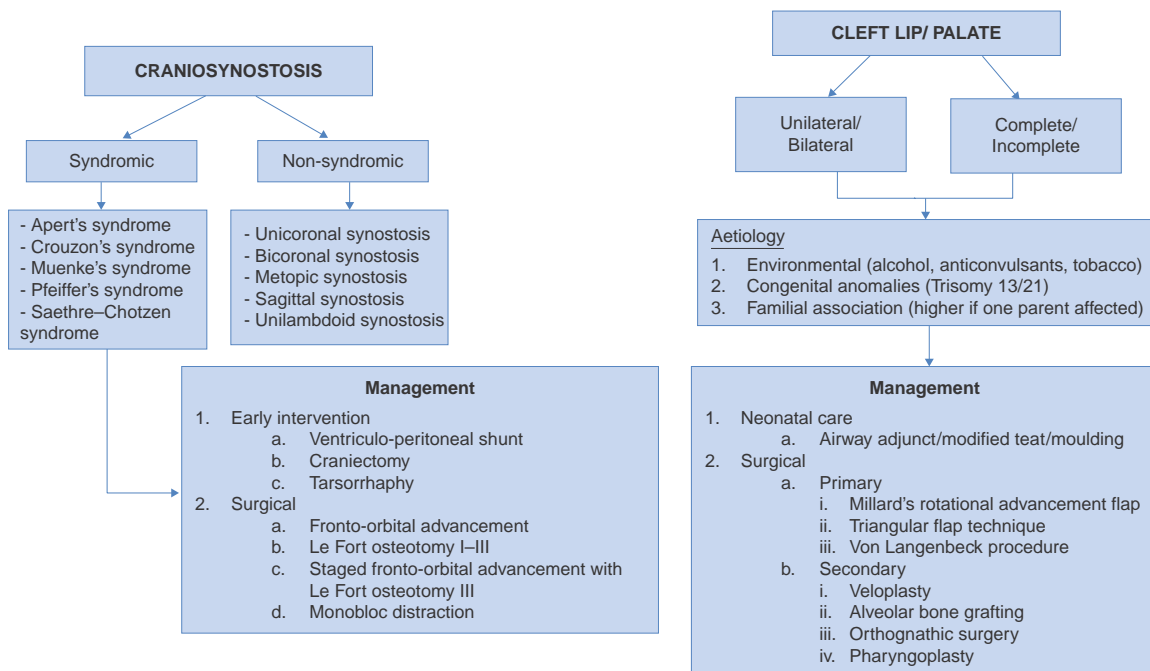 CRANIOSYNOSTOSIS
Syndromic
Non-syndromic
- Apert's syndrome
- Crouzon's syndrome
- Muenke's syndrome
- Pfeiffer's syndrome
- Saethre–Chotzen
syndrome
- Unicoronal synostosis
- Bicoronal synostosis
- Metopic synostosis
- Sagittal synostosis
- Unilambdoid synostosis
Management
1. Early intervention
a. Ventriculo-peritoneal shunt
b. Craniectomy
c. Tarsorrhaphy
2. Surgical
a. Fronto-orbital advancement
b. Le Fort osteotomy I–III
c. Staged fronto-orbital advancement with
Le Fort osteotomy III
d. Monobloc distraction
CLEFT LIP/ PALATE
Unilateral/
Bilateral
Complete/
Incomplete
Aetiology
1. Environmental (alcohol, anticonvulsants, tobacco)
2. Congenital anomalies (Trisomy 13/21)
3. Familial association (higher if one parent affected)
Management
1. Neonatal care
a. Airway adjunct/modified teat/moulding
2. Surgical
a. Primary
i. Millard's rotational advancement flap
ii. Triangular flap technique
iii. Von Langenbeck procedure
b. Secondary
i. Veloplasty
ii. Alveolar bone grafting
iii. Orthognathic surgery
iv. Pharyngoplasty